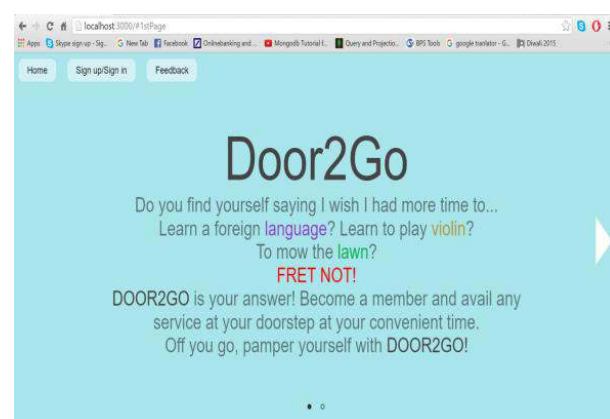 localhost:3000/#1stPage
Apps Skype sign up - Sig... New Tab Facebook Onlinebanking and ... Mongodb Tutorial L... Query and Projectio... BPS Tools google tranlator - G... Diwali 2015
Home Sign up/Sign in Feedback
Door2Go
Do you find yourself saying I wish I had more time to...
Learn a foreign language? Learn to play violin?
To mow the lawn?
FRET NOT!
DOOR2GO is your answer! Become a member and avail any
service at your doorstep at your convenient time.
Off you go, pamper yourself with DOOR2GO!